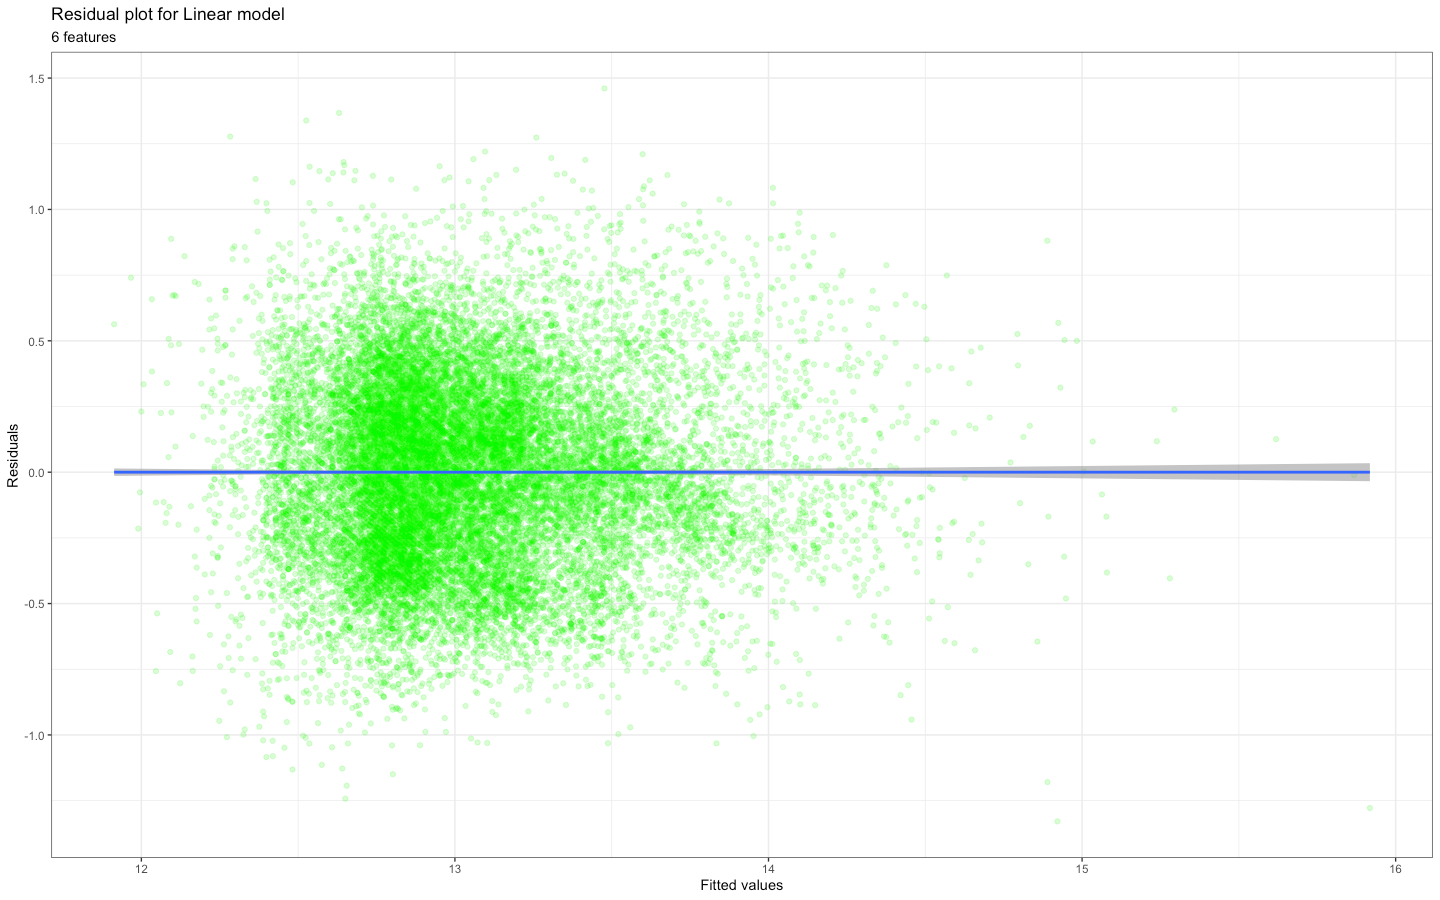 Residual plot for Linear model
6 features
1.5
1.0
0.5
0.0
-0.5
-1.0
Residuals
12 13 14 15 16
Fitted values